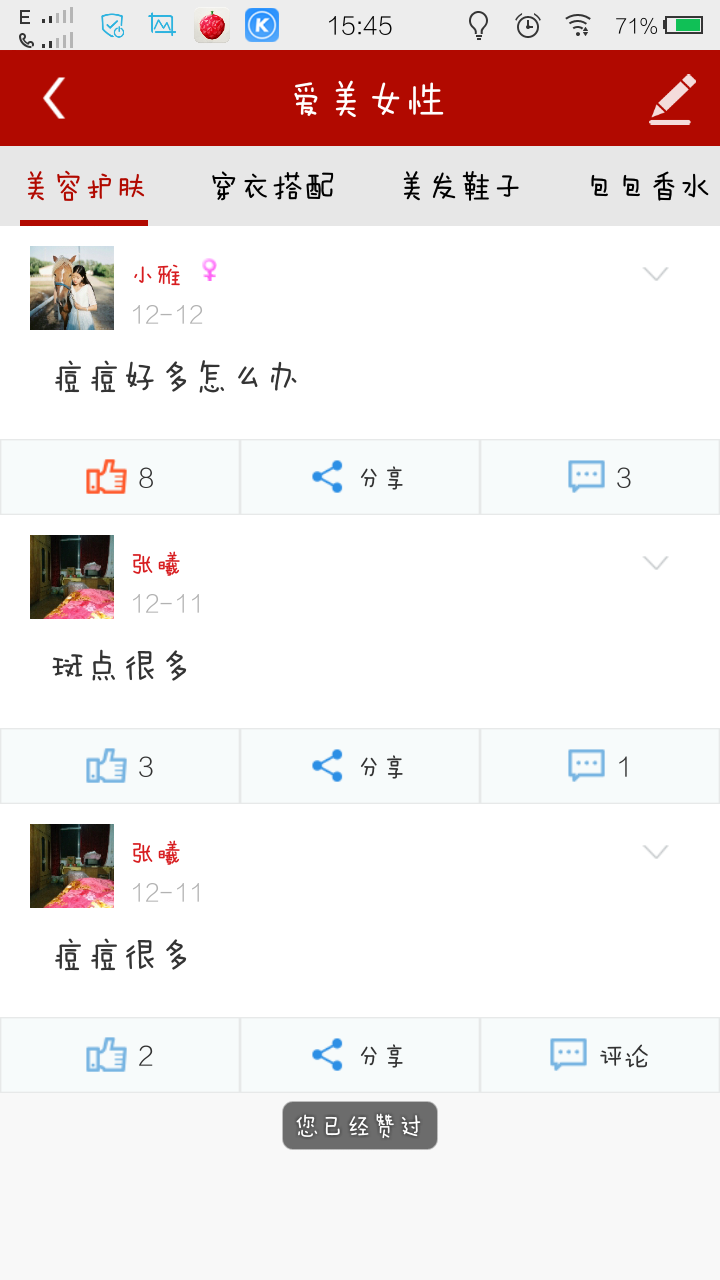 E 15:45 71%
爱美女性
美容护肤 穿衣搭配 美发鞋子 包包香水
小雅
12-12
痘痘好多怎么办
8 分享 3
张曦
12-11
斑点很多
3 分享 1
张曦
12-11
痘痘很多
2 分享 评论
您已经赞过